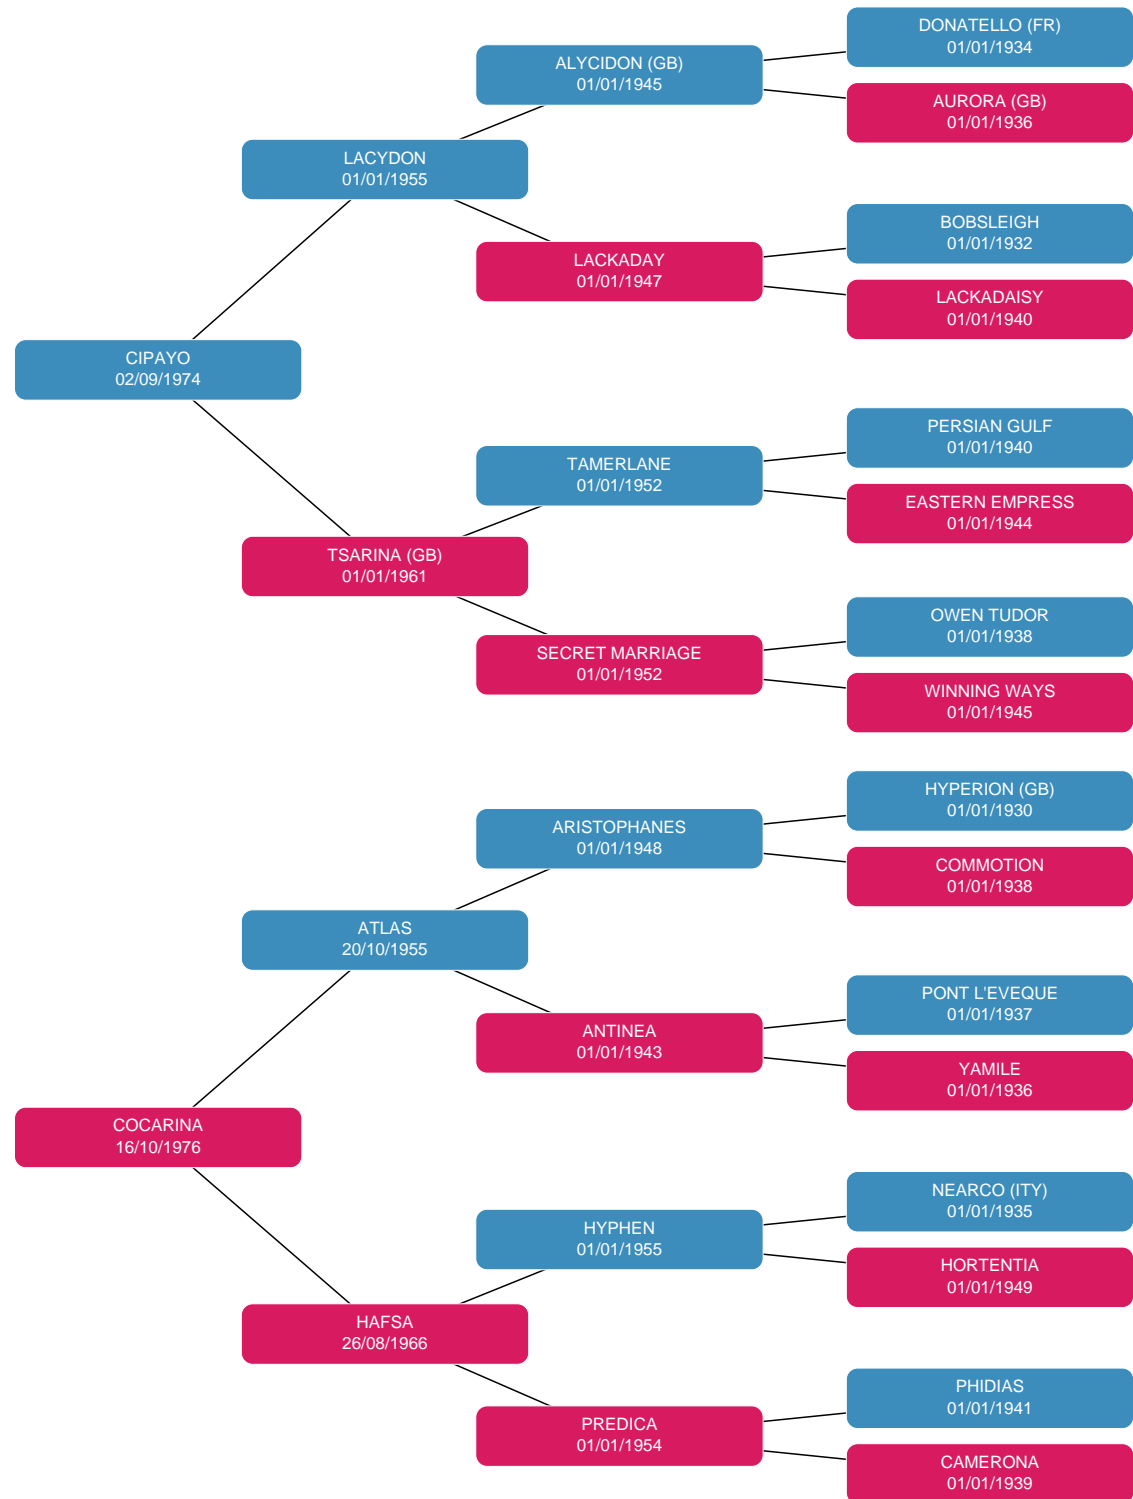 DONATELLO (FR)
01/01/1934
ALYCIDON (GB)
01/01/1945
AURORA (GB)
01/01/1936
LACYDON
01/01/1955
BOBSLEIGH
01/01/1932
LACKADAY
01/01/1947
LACKADAISY
01/01/1940
CIPAYO
02/09/1974
PERSIAN GULF
01/01/1940
TAMERLANE
01/01/1952
EASTERN EMPRESS
01/01/1944
TSARINA (GB)
01/01/1961
OWEN TUDOR
01/01/1938
SECRET MARRIAGE
01/01/1952
WINNING WAYS
01/01/1945
HYPERION (GB)
01/01/1930
ARISTOPHANES
01/01/1948
COMMOTION
01/01/1938
ATLAS
20/10/1955
PONT L'EVEQUE
01/01/1937
ANTINEA
01/01/1943
YAMILE
01/01/1936
COCARINA
16/10/1976
NEARCO (ITY)
01/01/1935
HYPHEN
01/01/1955
HORTENTIA
01/01/1949
HAFSA
26/08/1966
PHIDIAS
01/01/1941
PREDICA
01/01/1954
CAMERONA
01/01/1939